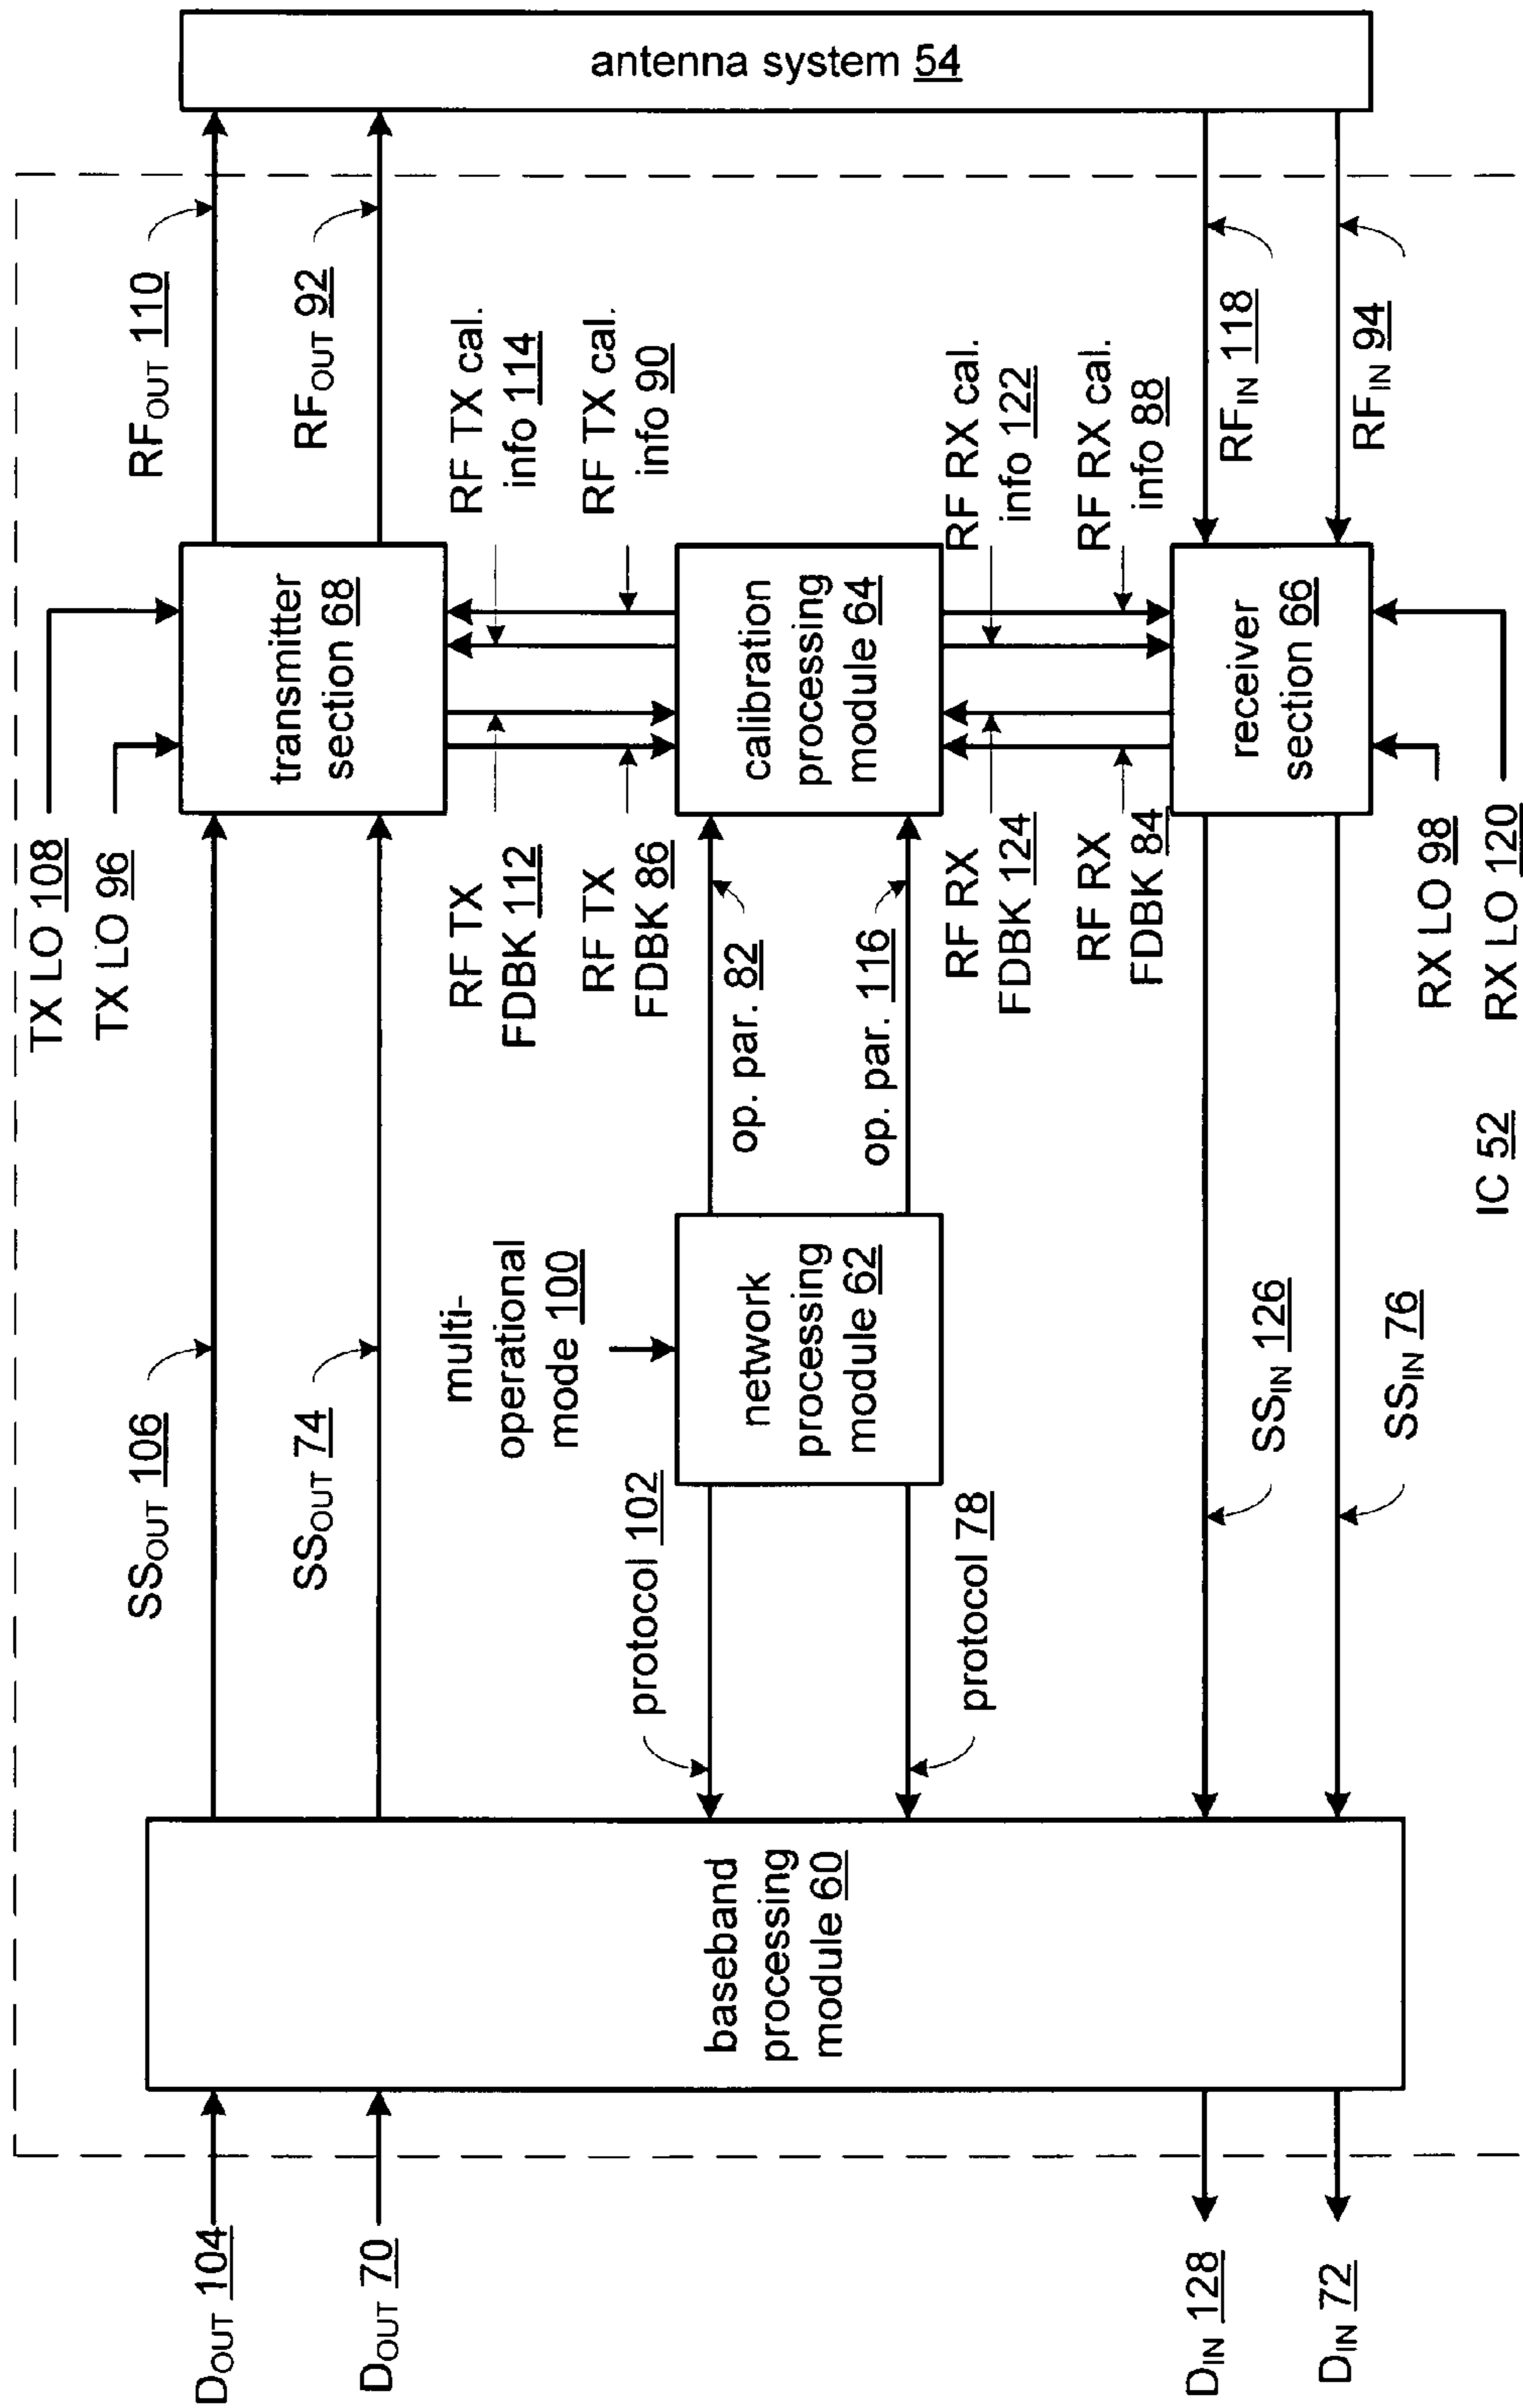 TX LO 108
TX LO 96
SSOUT 106
SSOUT 74
RFOUT 110
RFOUT 92
DOUT 104
DOUT 70
transmitter
section 68
antenna system 54
RF TX
FDBK 112
RF TX
FDBK 86
RF TX cal.
info 114
RF TX cal.
info 90
multi-
operational
mode 100
protocol 102
protocol 78
baseband
processing
module 60
network
processing
module 62
op. par. 82
op. par. 116
calibration
processing
module 64
RF RX
FDBK 124
RF RX
FDBK 84
RF RX cal.
info 122
RF RX cal.
info 88
receiver
section 66
DIN 128
DIN 72
SSIN 126
SSIN 76
RFIN 118
RFIN 94
RX LO 98
RX LO 120
IC 52